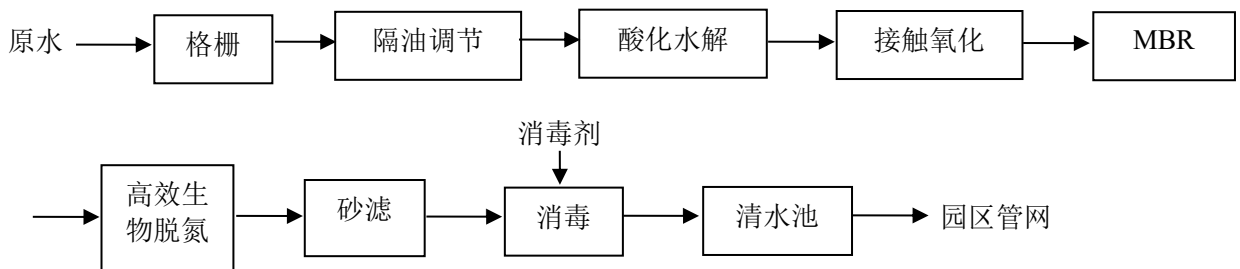 原水
格栅
隔油调节
酸化水解
接触氧化
MBR
消毒剂
高效生
物脱氮
砂滤
消毒
清水池
园区管网